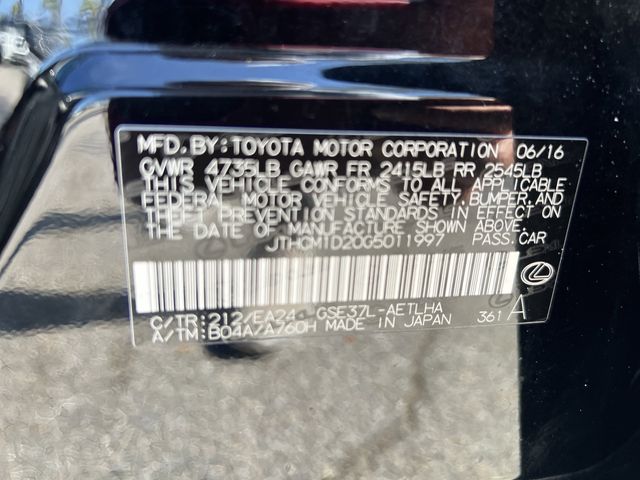 MFD. BY: TOYOTA MOTOR CORPORATION 06/16
GVWR 4735LB GAWR FR 2415LB RR 2545LB
THIS VEHICLE CONFORMS TO ALL APPLICABLE
FEDERAL MOTOR VEHICLE SAFETY, BUMPER, AND
THEFT PREVENTION STANDARDS IN EFFECT ON
THE DATE OF MANUFACTURE SHOWN ABOVE.
JTHCM1D20G5011997 PASS. CAR
C/TR: 212/EA24 GSE37L-AETLHA
A/TM: B04A/A760H MADE IN JAPAN 361 A